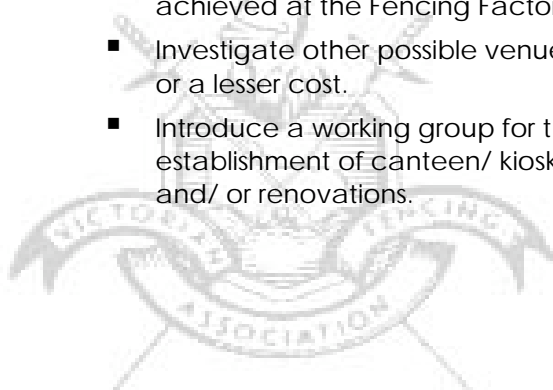 achieved at the Fencing Factor
▪ Investigate other possible venue
or a lesser cost.
▪ Introduce a working group for t
establishment of canteen/ kiosk
and/ or renovations.
VICTORIAN FENCING
ASSOCIATION